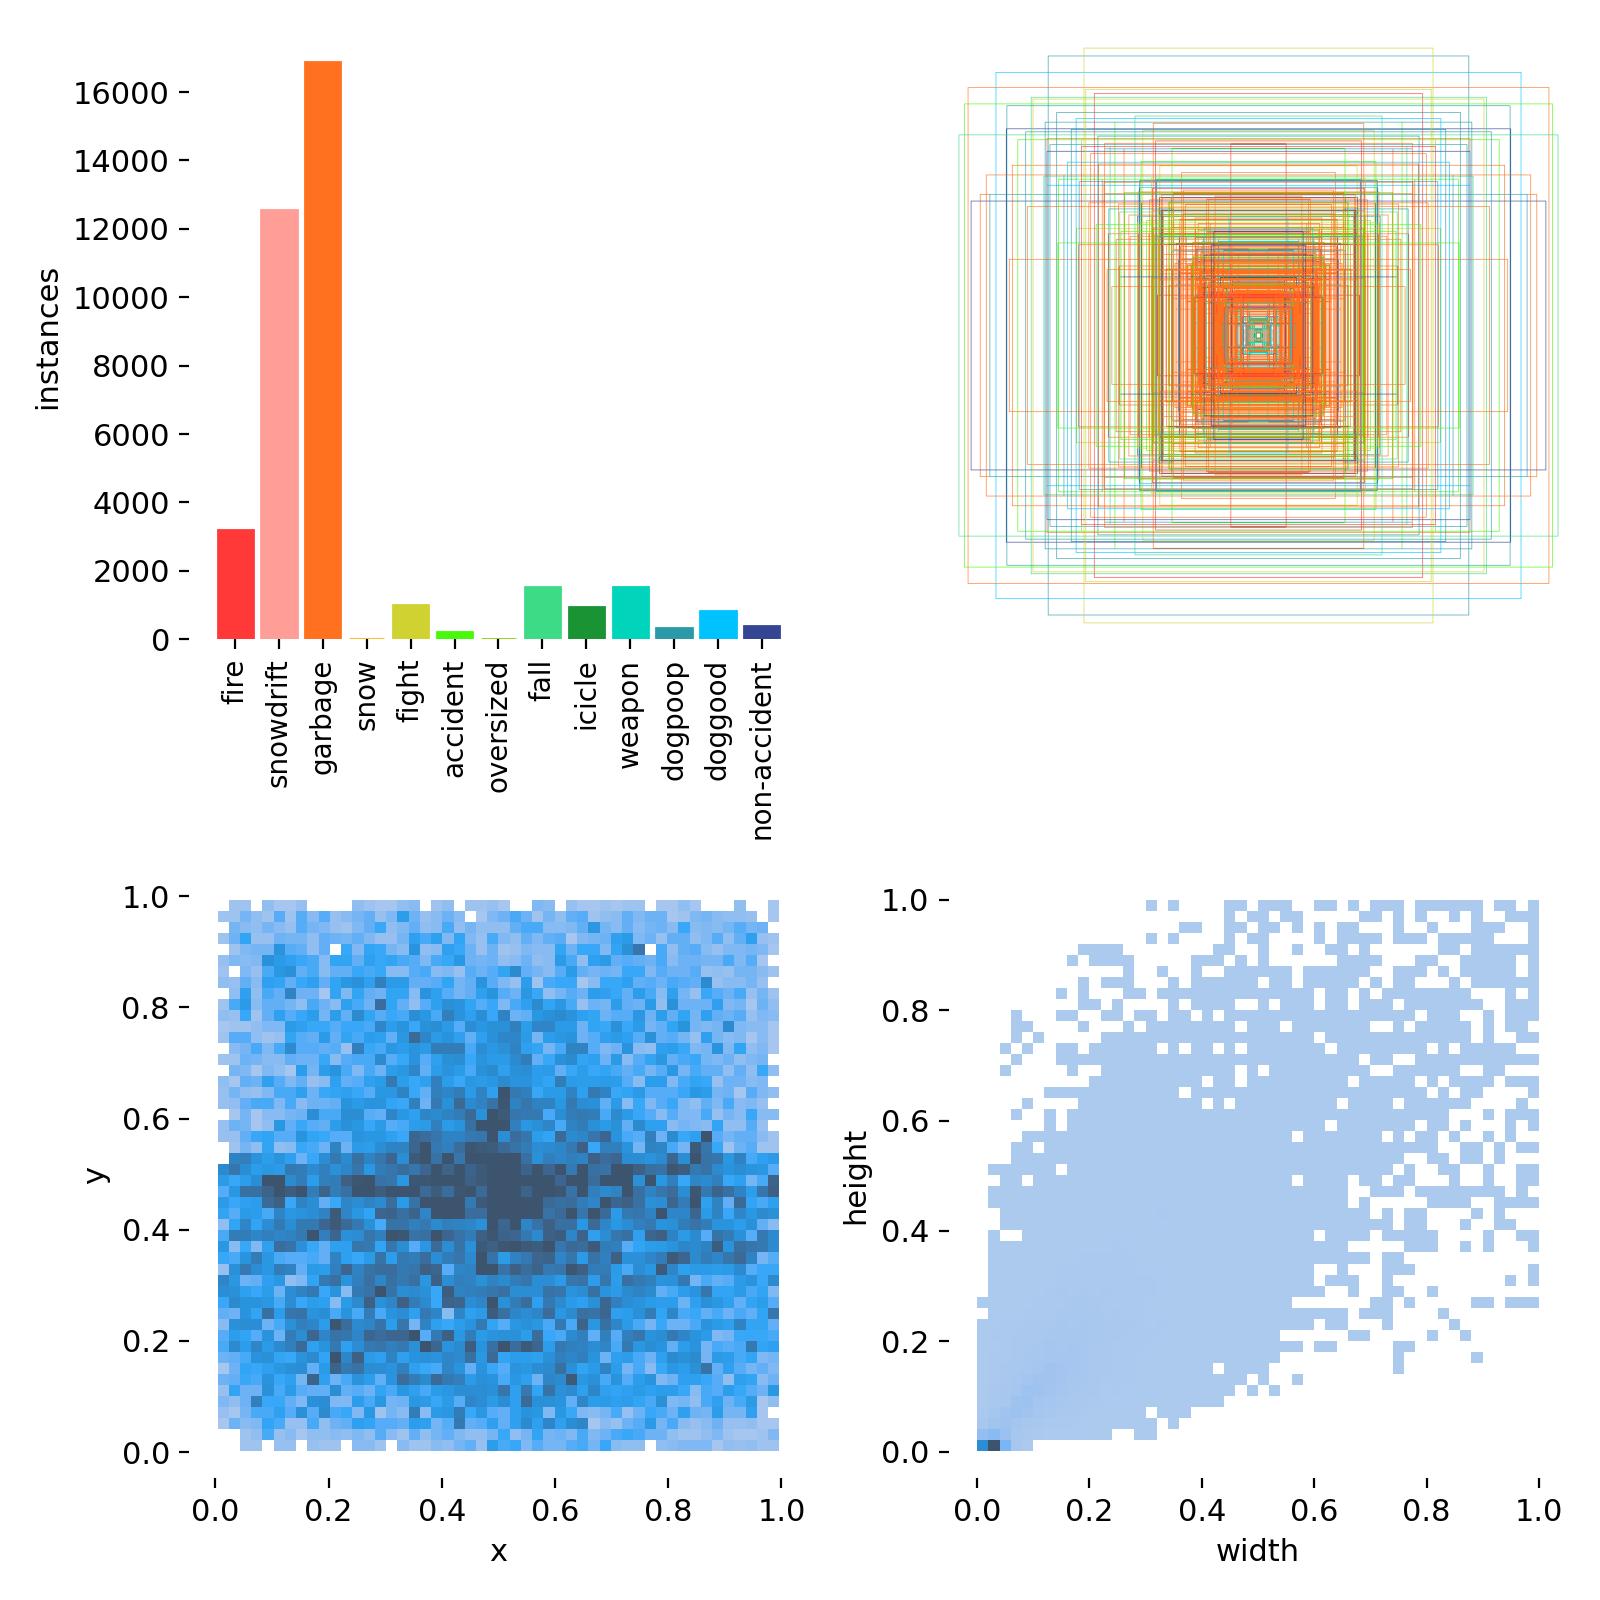 16000
14000
12000
10000
8000
6000
4000
2000
0
instances
fire
snowdrift
garbage
snow
fight
accident
oversized
fall
icicle
weapon
dogpoop
doggood
non-accident
1.0
0.8
0.6
0.4
0.2
0.0
y
0.0 0.2 0.4 0.6 0.8 1.0
x
1.0
0.8
0.6
0.4
0.2
0.0
height
0.0 0.2 0.4 0.6 0.8 1.0
width